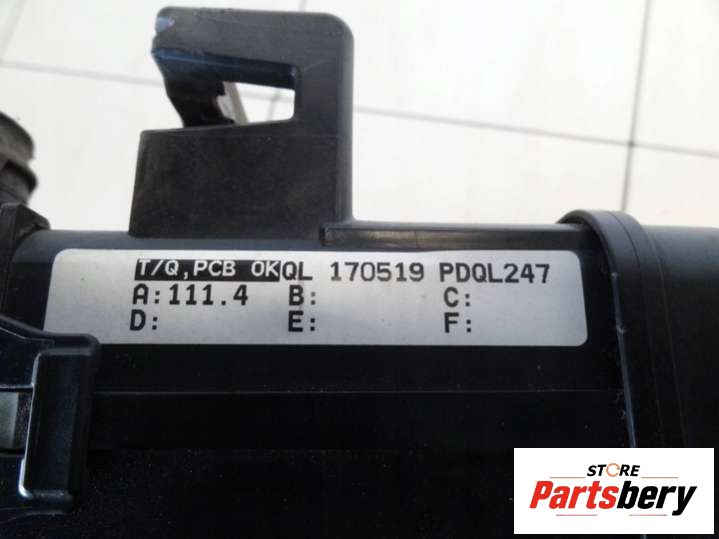 T/Q,PCB OKQL 170519 PDQL247
A:111.4 B: C:
D: E: F:
STORE
Partsbery